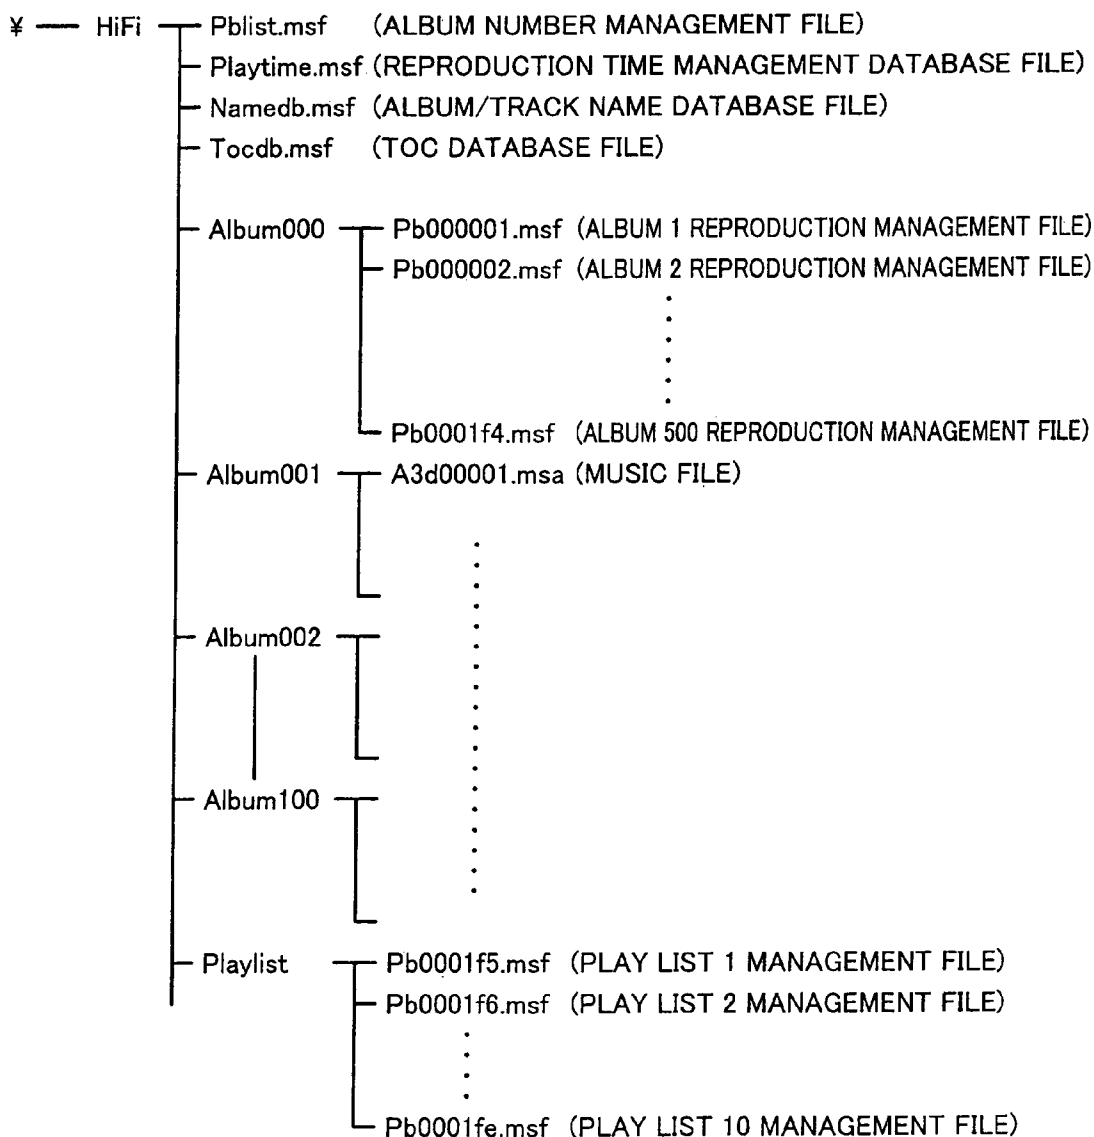 ¥ HiFi Pblist.msf (ALBUM NUMBER MANAGEMENT FILE)
Playtime.msf (REPRODUCTION TIME MANAGEMENT DATABASE FILE)
Namedb.msf (ALBUM/TRACK NAME DATABASE FILE)
Tocdb.msf (TOC DATABASE FILE)
Album000 Pb000001.msf (ALBUM 1 REPRODUCTION MANAGEMENT FILE)
Pb000002.msf (ALBUM 2 REPRODUCTION MANAGEMENT FILE)
Pb0001f4.msf (ALBUM 500 REPRODUCTION MANAGEMENT FILE)
Album001 A3d00001.msa (MUSIC FILE)
Album002
Album100
Playlist Pb0001f5.msf (PLAY LIST 1 MANAGEMENT FILE)
Pb0001f6.msf (PLAY LIST 2 MANAGEMENT FILE)
Pb0001fe.msf (PLAY LIST 10 MANAGEMENT FILE)